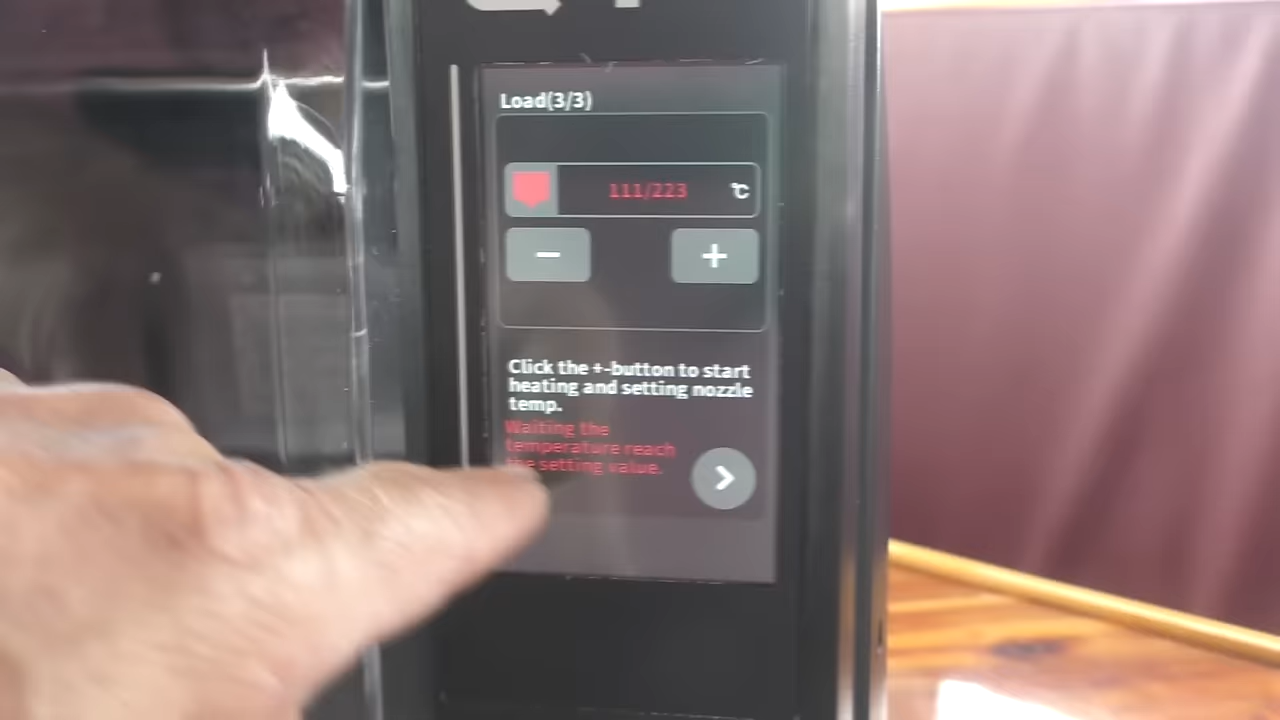 Load(3/3)
111/223 ℃
− +
Click the +-button to start
heating and setting nozzle
temp.
Waiting the
temperature reach
the setting value.